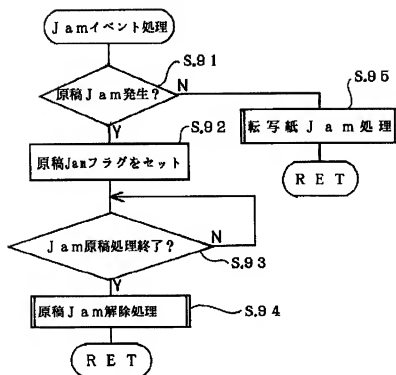 Jamイベント処理
S.91
原稿Jam発生?
N
S.95
Y
S.92
転写紙Jam処理
原稿Jamフラグをセット
RET
Jam原稿処理終了?
N
S.93
Y
原稿Jam解除処理
S.94
RET